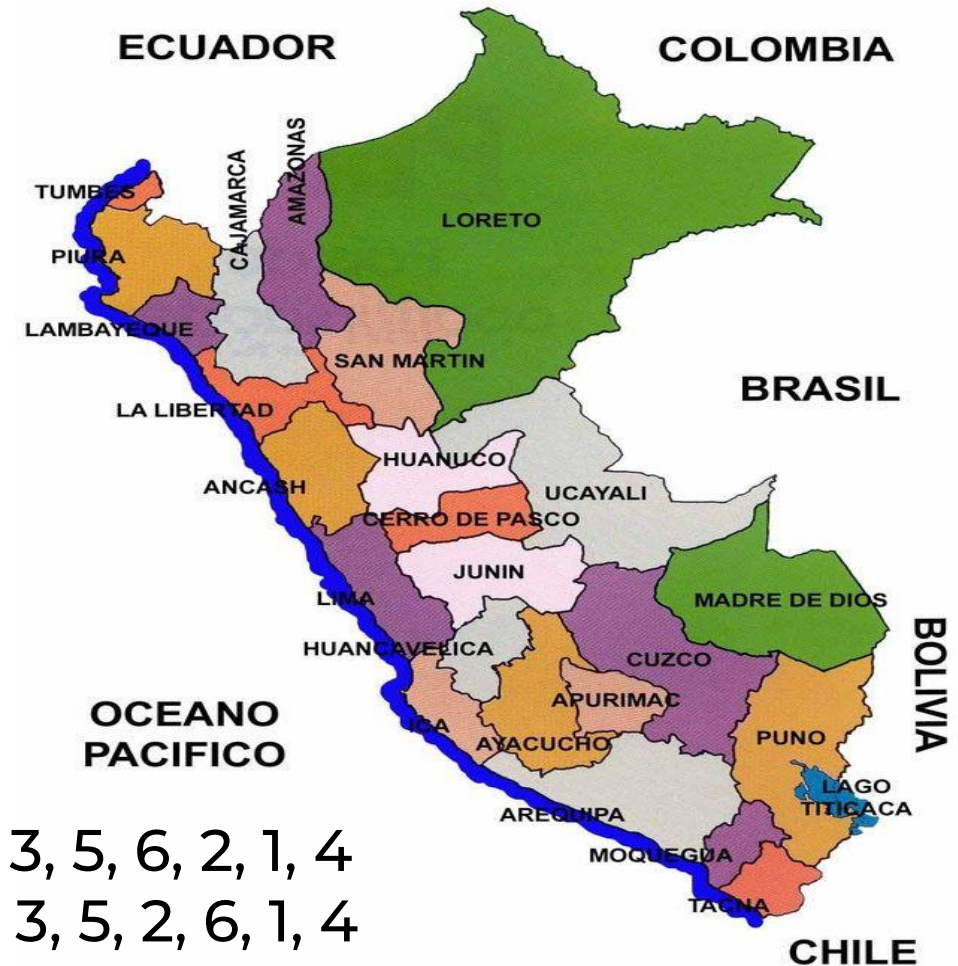 ECUADOR
COLOMBIA
AMAZONAS
CAJAMARCA
TUMBES
LORETO
PIURA
LAMBAYEQUE
SAN MARTIN
BRASIL
LA LIBERTAD
HUANUCO
ANCASH
UCAYALI
CERRO DE PASCO
JUNIN
LIMA
MADRE DE DIOS
HUANCAVELICA
CUZCO
BOLIVIA
APURIMAC
OCEANO
PACIFICO
ICA
AYACUCHO
PUNO
LAGO
TITICACA
AREQUIPA
MOQUEGUA
TACNA
3, 5, 6, 2, 1, 4
3, 5, 2, 6, 1, 4
CHILE